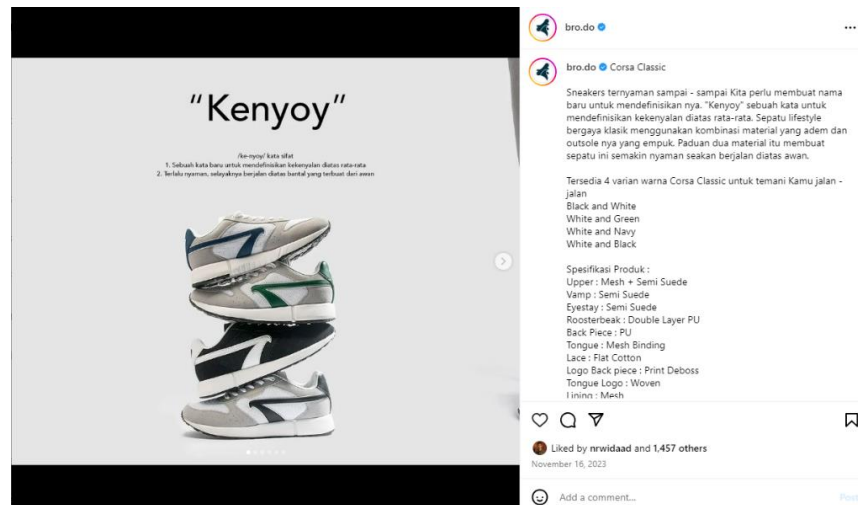 "Kenyoy"
/ke-nyoy/ kata sifat
1. Sebuah kata baru untuk mendefinisikan kekenyalan diatas rata-rata
2. Terlalu nyaman, selayaknya berjalan diatas bantal yang terbuat dari awan
bro.do
bro.do Corsa Classic
Sneakers ternyaman sampai - sampai Kita perlu membuat nama
baru untuk mendefinisikan nya. "Kenyoy" sebuah kata untuk
mendefinisikan kekenyalan diatas rata-rata. Sepatu lifestyle
bergaya klasik menggunakan kombinasi material yang adem dan
outsole nya yang empuk. Paduan dua material itu membuat
sepatu ini semakin nyaman seakan berjalan diatas awan.
Tersedia 4 varian warna Corsa Classic untuk temani Kamu jalan -
jalan
Black and White
White and Green
White and Navy
White and Black
Spesifikasi Produk :
Upper : Mesh + Semi Suede
Vamp : Semi Suede
Eyestay : Semi Suede
Roosterbeak : Double Layer PU
Back Piece : PU
Tongue : Mesh Binding
Lace : Flat Cotton
Logo Back piece : Print Deboss
Tongue Logo : Woven
Lining : Mesh
Liked by nrwidaad and 1,457 others
November 16, 2023
Add a comment...
Post